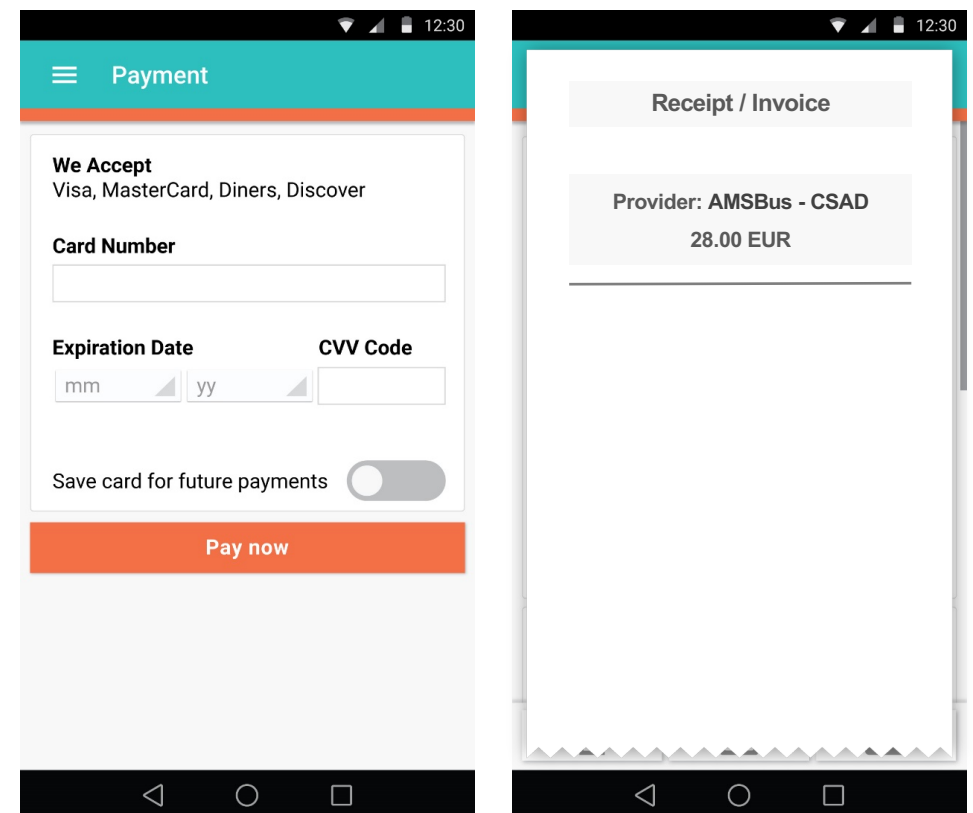 12:30
Payment
We Accept
Visa, MasterCard, Diners, Discover
Card Number
Expiration Date CVV Code
mm yy
Save card for future payments
Pay now
12:30
Receipt / Invoice
Provider: AMSBus - CSAD
28.00 EUR